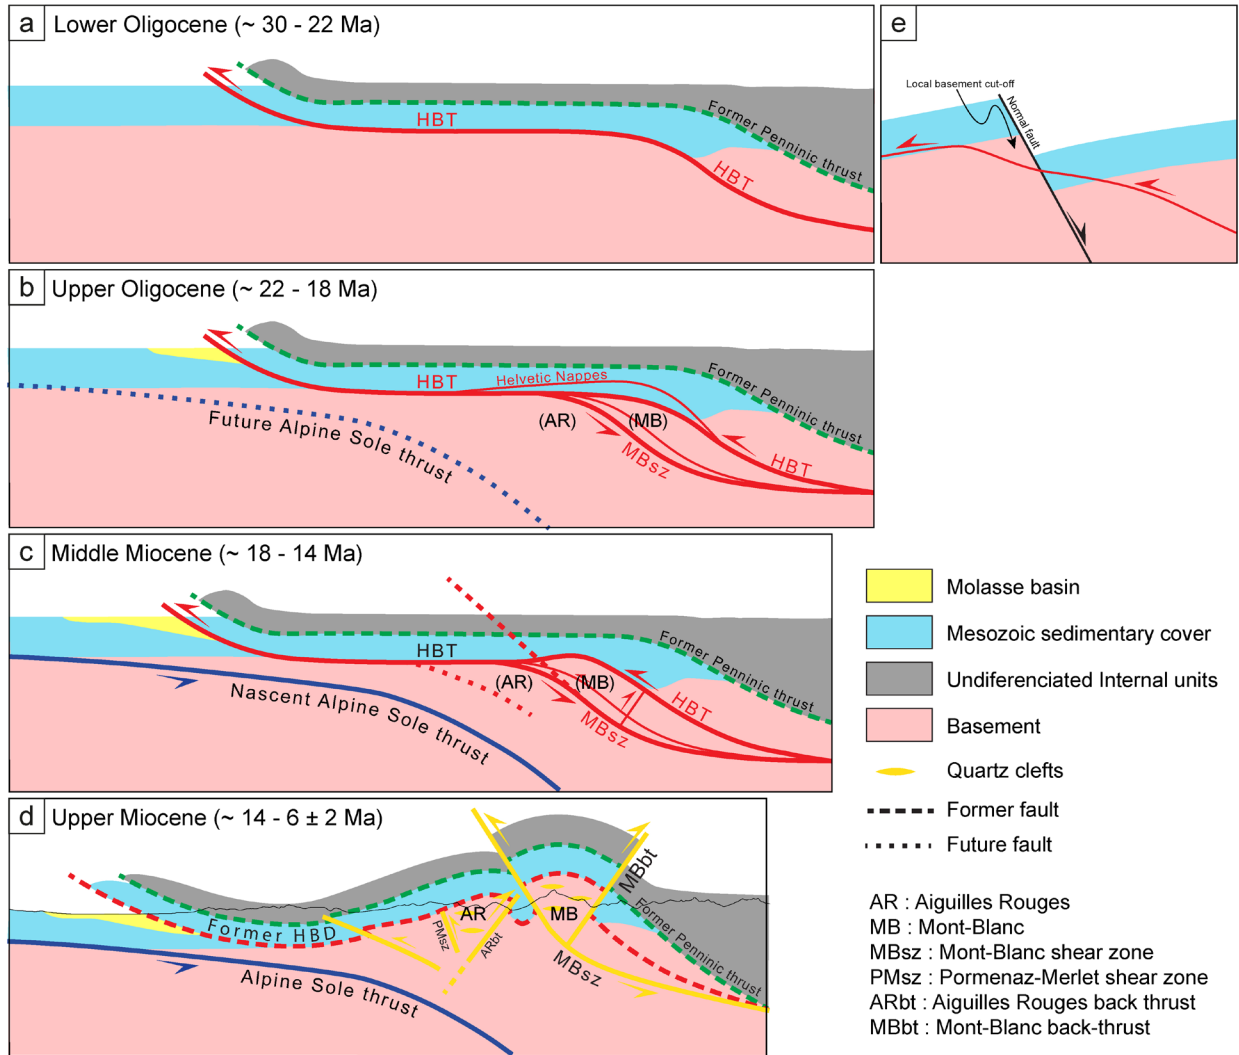 a Lower Oligocene (~ 30 - 22 Ma)
HBT
HBT
Former Penninic thrust
e
Local basement cut-off
Normal fault
b Upper Oligocene (~ 22 - 18 Ma)
HBT
Helvetic Nappes
Former Penninic thrust
(AR)
(MB)
MBsz
HBT
Future Alpine Sole thrust
c Middle Miocene (~ 18 - 14 Ma)
HBT
Former Penninic thrust
(AR)
(MB)
MBsz
HBT
Nascent Alpine Sole thrust
d Upper Miocene (~ 14 - 6 ± 2 Ma)
MBbt
AR
MB
Former HBD
PMsz
ARbt
MBsz
Former Penninic thrust
Alpine Sole thrust
Molasse basin
Mesozoic sedimentary cover
Undiferenciated Internal units
Basement
Quartz clefts
Former fault
Future fault
AR : Aiguilles Rouges
MB : Mont-Blanc
MBsz : Mont-Blanc shear zone
PMsz : Pormenaz-Merlet shear zone
ARbt : Aiguilles Rouges back thrust
MBbt : Mont-Blanc back-thrust